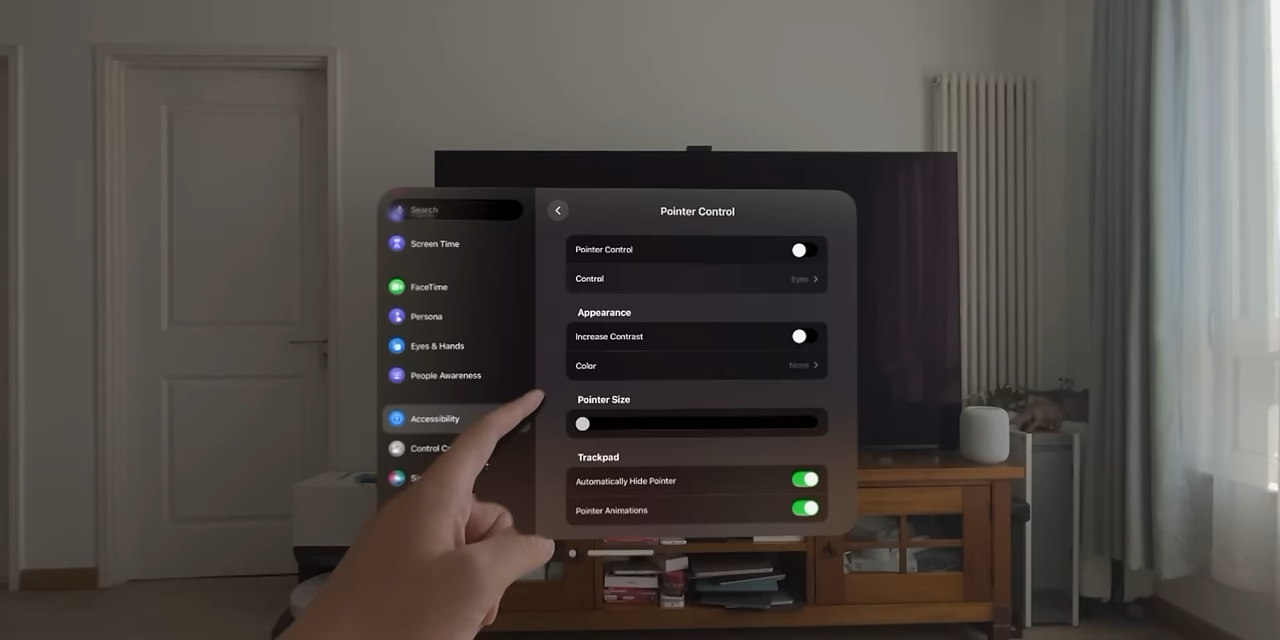 Search
Screen Time
FaceTime
Persona
Eyes & Hands
People Awareness
Accessibility
Control
Pointer Control
Pointer Control
Control
Eyes
Appearance
Increase Contrast
Color
None
Pointer Size
Trackpad
Automatically Hide Pointer
Pointer Animations